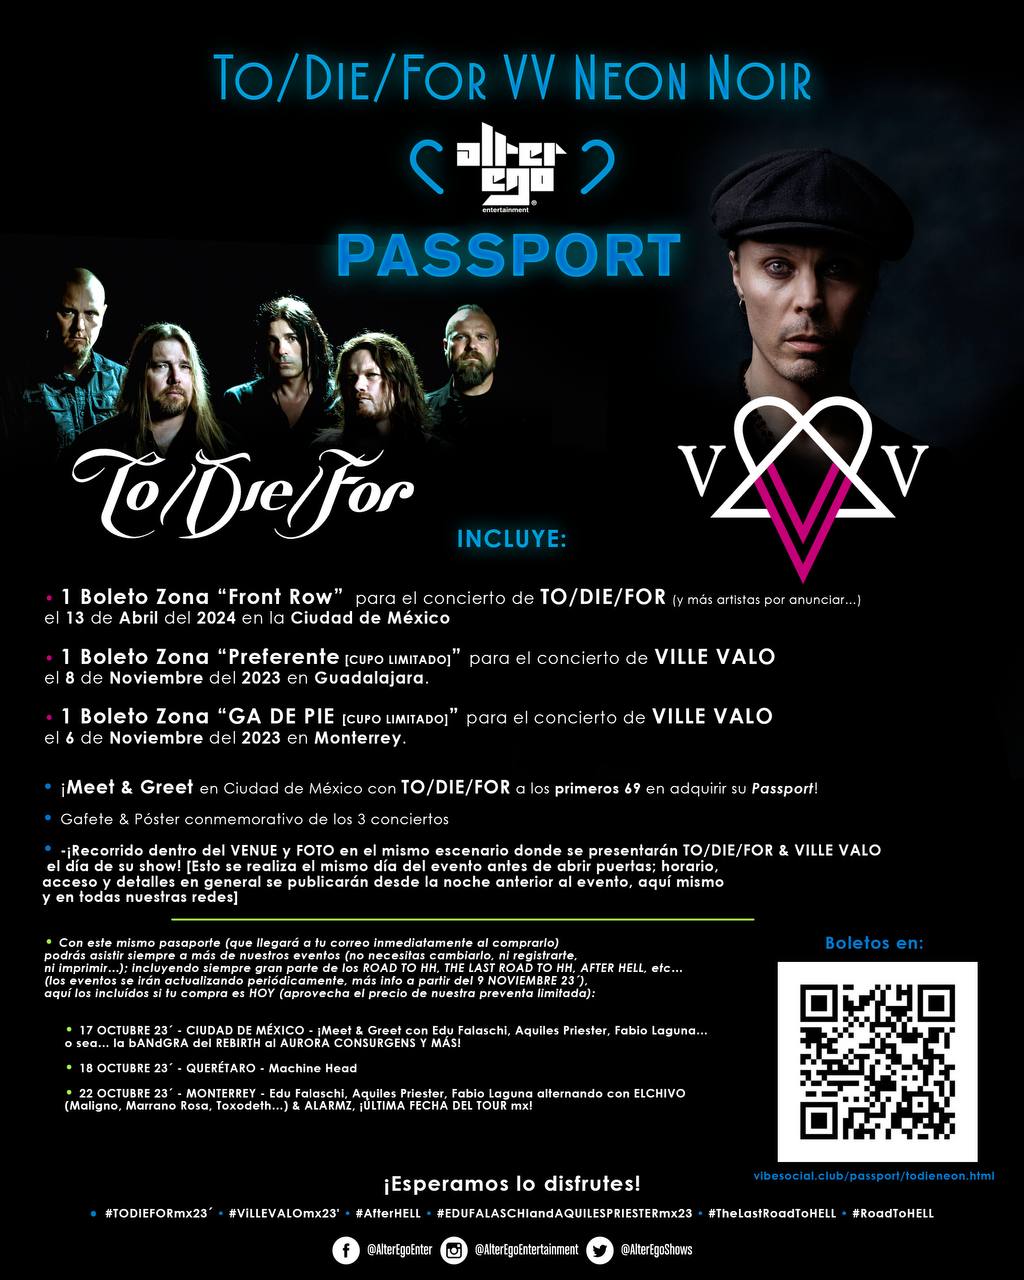 To/Die/For VV Neon Noir
alter
ego®
entertainment
PASSPORT
To/Die/For
V V
INCLUYE:
• 1 Boleto Zona “Front Row” para el concierto de TO/DIE/FOR (y más artistas por anunciar...)
el 13 de Abril del 2024 en la Ciudad de México
• 1 Boleto Zona “Preferente [CUPO LIMITADO]” para el concierto de VILLE VALO
el 8 de Noviembre del 2023 en Guadalajara.
• 1 Boleto Zona “GA DE PIE [CUPO LIMITADO]” para el concierto de VILLE VALO
el 6 de Noviembre del 2023 en Monterrey.
• ¡Meet & Greet en Ciudad de México con TO/DIE/FOR a los primeros 69 en adquirir su Passport!
• Gafete & Póster conmemorativo de los 3 conciertos
• -¡Recorrido dentro del VENUE y FOTO en el mismo escenario donde se presentarán TO/DIE/FOR & VILLE VALO
el día de su show! [Esto se realiza el mismo día del evento antes de abrir puertas; horario,
acceso y detalles en general se publicarán desde la noche anterior al evento, aquí mismo
y en todas nuestras redes]
• Con este mismo pasaporte (que llegará a tu correo inmediatamente al comprarlo)
podrás asistir siempre a más de nuestros eventos (no necesitas cambiarlo, ni registrarte,
ni imprimir...); incluyendo siempre gran parte de los ROAD TO HH, THE LAST ROAD TO HH, AFTER HELL, etc...
(los eventos se irán actualizando periódicamente, más info a partir del 9 NOVIEMBRE 23´),
aquí los incluídos si tu compra es HOY (aprovecha el precio de nuestra preventa limitada):
• 17 OCTUBRE 23´ - CIUDAD DE MÉXICO - ¡Meet & Greet con Edu Falaschi, Aquiles Priester, Fabio Laguna...
o sea... la bANdGRA del REBIRTH al AURORA CONSURGENS Y MÁS!
• 18 OCTUBRE 23´ - QUERÉTARO - Machine Head
• 22 OCTUBRE 23´ - MONTERREY - Edu Falaschi, Aquiles Priester, Fabio Laguna alternando con ELCHIVO
(Maligno, Marrano Rosa, Toxodeth...) & ALARMZ, ¡ÚLTIMA FECHA DEL TOUR mx!
Boletos en:
vibesocial.club/passport/todieneon.html
¡Esperamos lo disfrutes!
• #TODIEFORmx23´ • #ViLLEVALOmx23' • #AfterHELL • #EDUFALASCHIandAQUILESPRIESTERmx23 • #TheLastRoadToHELL • #RoadToHELL
@AlterEgoEnter @AlterEgoEntertainment @AlterEgoShows